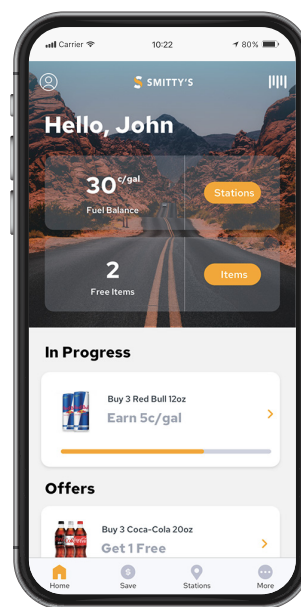 Carrier
10:22
80%
SMITTY'S
Hello, John
30 c/gal
Fuel Balance
Stations
2
Free Items
Items
In Progress
Buy 3 Red Bull 12oz
Earn 5c/gal
Offers
Buy 3 Coca-Cola 20oz
Get 1 Free
Home
Save
Stations
More